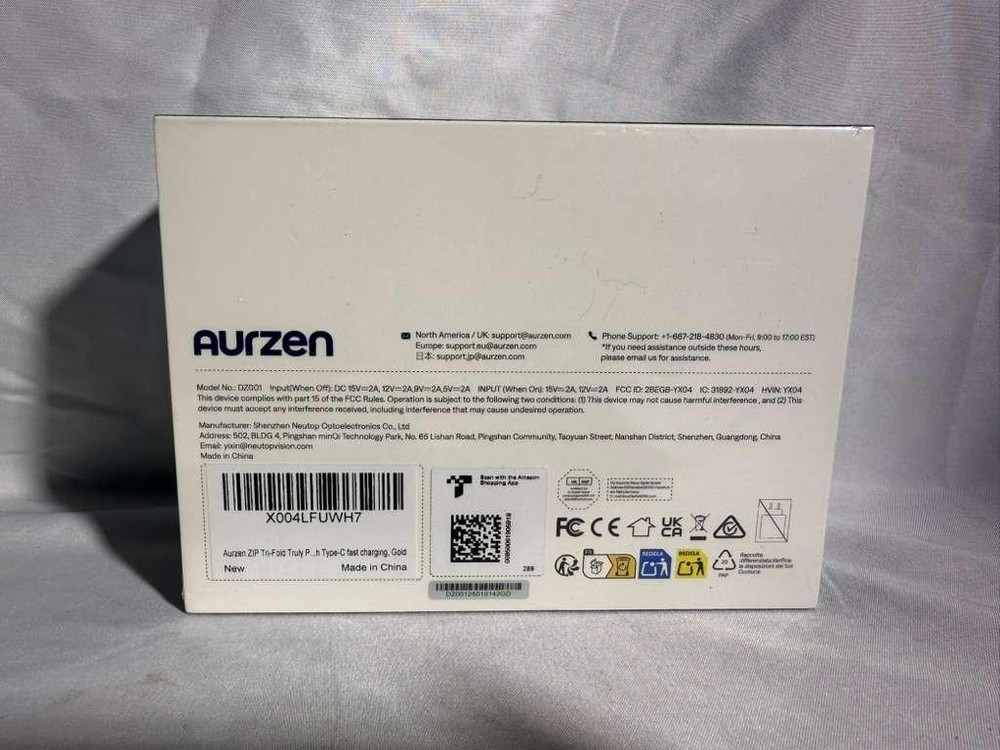 Aurzen
North America / UK: support@aurzen.com
Europe: support.eu@aurzen.com
日本: support.jp@aurzen.com
Phone Support: +1-667-218-4830 (Mon-Fri, 9:00 to 17:00 EST)
*If you need assistance outside these hours,
please email us for assistance.
Model No.: DZ001 Input(When Off): DC 15V⎓2A, 12V⎓2A,9V⎓2A,5V⎓2A INPUT (When On): 15V⎓2A, 12V⎓2A FCC ID: 2BEGB-YX04 IC: 31892-YX04 HVIN: YX04
This device complies with part 15 of the FCC Rules. Operation is subject to the following two conditions: (1) This device may not cause harmful interference , and (2) This
device must accept any interference received, including interference that may cause undesired operation.
Manufacturer: Shenzhen Neutop Optoelectronics Co., Ltd
Address: 502, BLDG 4, Pingshan minQi Technology Park, No. 65 Lishan Road, Pingshan Community, Taoyuan Street, Nanshan District, Shenzhen, Guangdong, China
Email: yixin@neutopvision.com
Made in China
X004LFUWH7
Aurzen ZIP Tri-Fold Truly P...h Type-C fast charging, Gold
New Made in China
Scan with the Amazon
Shopping App
289
FC CE UK
CA
RECICLA RECICLA
20
PAP
Raccolta
differenziata.Verifica
le disposizioni del tuo
Comune.